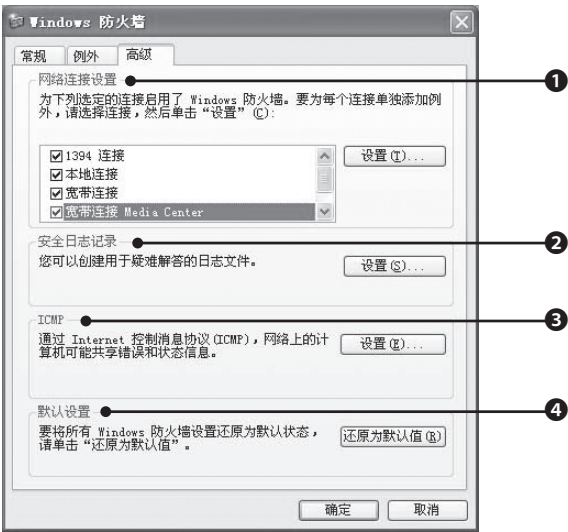 Windows 防火墙
常规 例外 高级
网络连接设置
❶
为下列选定的连接启用了 Windows 防火墙。要为每个连接单独添加例
外，请选择连接，然后单击“设置”(C):
1394 连接
设置(T)...
本地连接
宽带连接
宽带连接 Media Center
安全日志记录
❷
您可以创建用于疑难解答的日志文件。
设置(S)...
ICMP
❸
通过 Internet 控制消息协议(ICMP)，网络上的计
算机可能共享错误和状态信息。
设置(E)...
默认设置
❹
要将所有 Windows 防火墙设置还原为默认状态，
请单击“还原为默认值”。
还原为默认值(R)
确定 取消